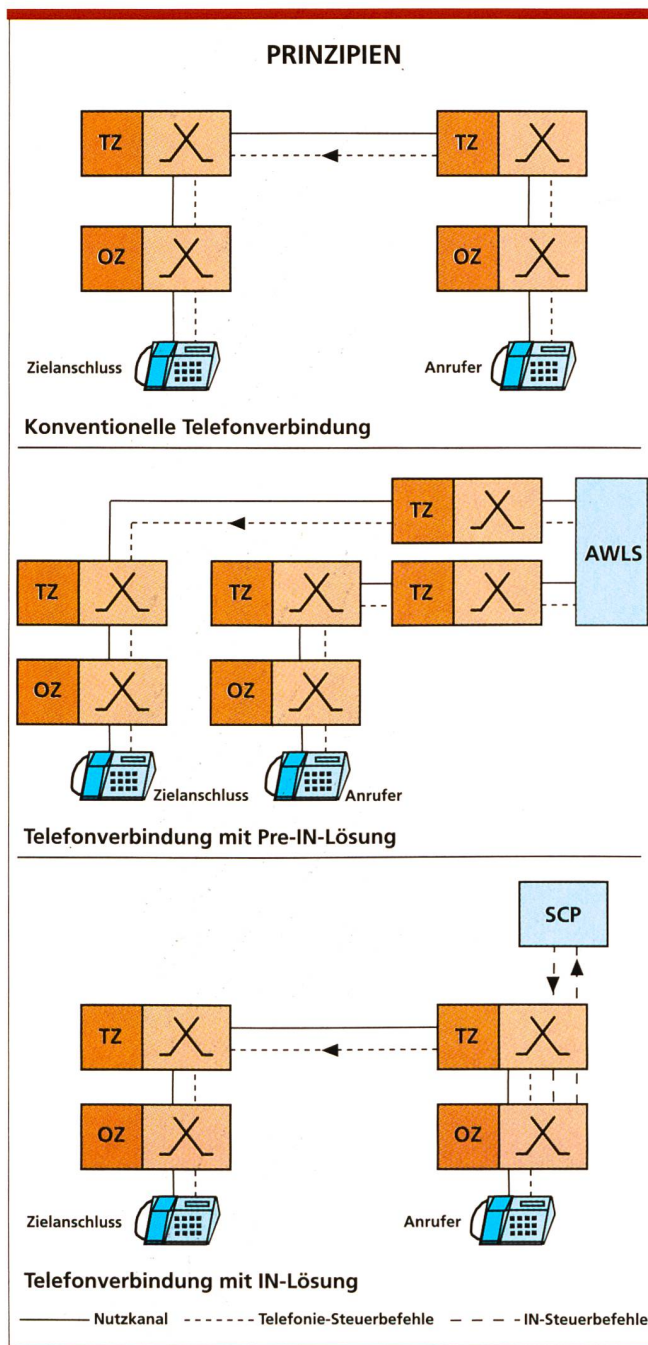 PRINZIPIEN
TZ
TZ
OZ
OZ
Zielanschluss
Anrufer
Konventionelle Telefonverbindung
TZ
AWLS
TZ
TZ
TZ
OZ
OZ
Zielanschluss
Anrufer
Telefonverbindung mit Pre-IN-Lösung
SCP
TZ
TZ
OZ
OZ
Zielanschluss
Anrufer
Telefonverbindung mit IN-Lösung
Nutzkanal Telefonie-Steuerbefehle IN-Steuerbefehle